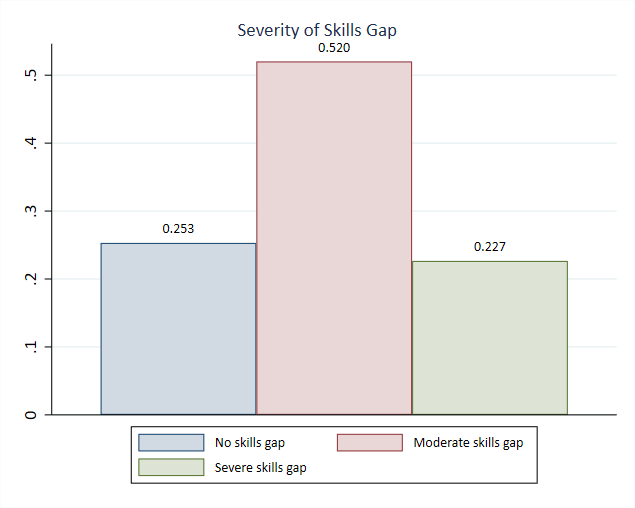 Severity of Skills Gap
0.520
.5
.4
.3
0.253
0.227
.2
.1
0
No skills gap
Moderate skills gap
Severe skills gap